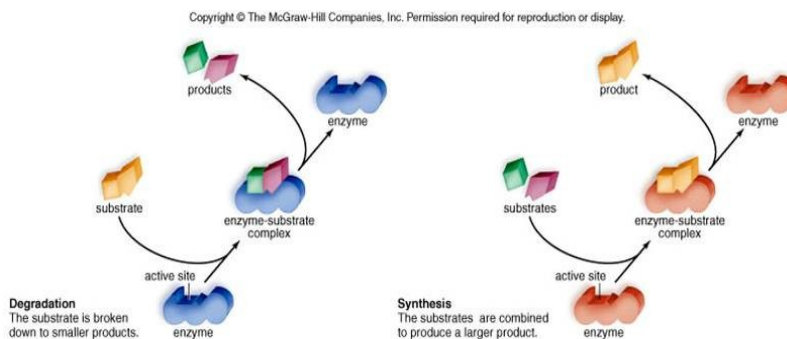 Copyright © The McGraw-Hill Companies, Inc. Permission required for reproduction or display.
products
enzyme
substrate
enzyme-substrate
complex
active site
enzyme
Degradation
The substrate is broken
down to smaller products.
product
enzyme
substrates
enzyme-substrate
complex
active site
enzyme
Synthesis
The substrates are combined
to produce a larger product.